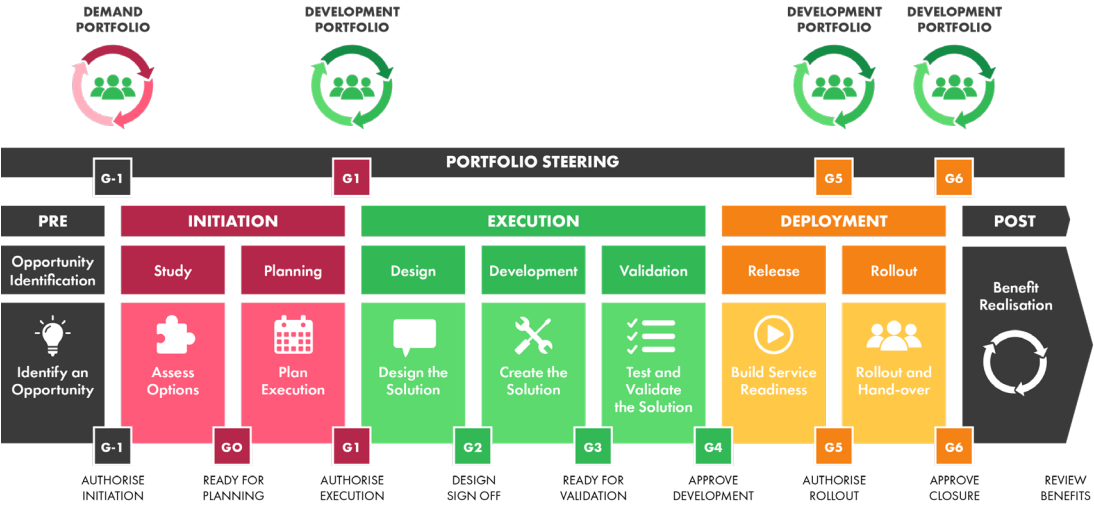 DEMAND
PORTFOLIO
DEVELOPMENT
PORTFOLIO
DEVELOPMENT
PORTFOLIO
DEVELOPMENT
PORTFOLIO
PORTFOLIO STEERING
G-1
G1
G5
G6
PRE
INITIATION
EXECUTION
DEPLOYMENT
POST
Opportunity
Identification
Study
Planning
Design
Development
Validation
Release
Rollout
Benefit
Realisation
Identify an
Opportunity
Assess
Options
Plan
Execution
Design the
Solution
Create the
Solution
Test and
Validate
the Solution
Build Service
Readiness
Rollout and
Hand-over
G-1
G0
G1
G2
G3
G4
G5
G6
AUTHORISE
INITIATION
READY FOR
PLANNING
AUTHORISE
EXECUTION
DESIGN
SIGN OFF
READY FOR
VALIDATION
APPROVE
DEVELOPMENT
AUTHORISE
ROLLOUT
APPROVE
CLOSURE
REVIEW
BENEFITS